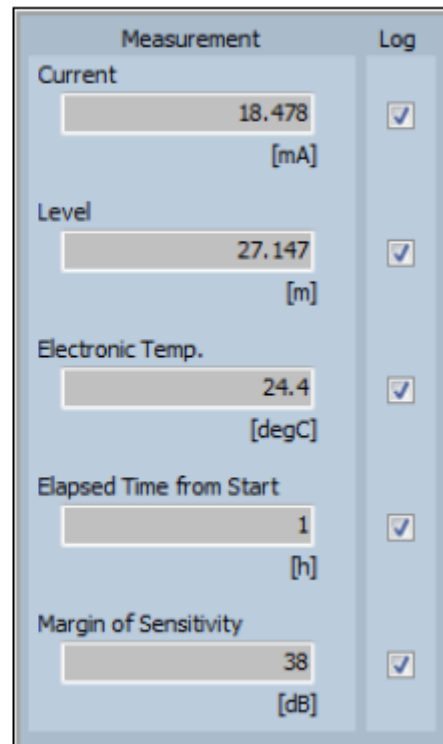 Measurement Log
Current
18.478
[mA]
Level
27.147
[m]
Electronic Temp.
24.4
[degC]
Elapsed Time from Start
1
[h]
Margin of Sensitivity
38
[dB]